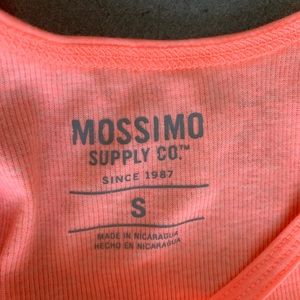 MOSSIMO
SUPPLY CO.™
SINCE 1987
S
MADE IN NICARAGUA
HECHO EN NICARAGUA